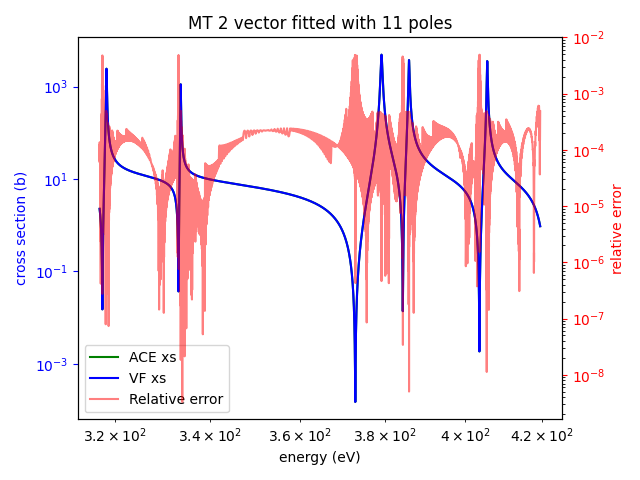 MT 2 vector fitted with 11 poles
cross section (b)
10³
10¹
10⁻¹
10⁻³
10⁻²
10⁻³
10⁻⁴
10⁻⁵
10⁻⁶
10⁻⁷
10⁻⁸
relative error
ACE xs
VF xs
Relative error
3.2 × 10² 3.4 × 10² 3.6 × 10² 3.8 × 10² 4 × 10² 4.2 × 10²
energy (eV)